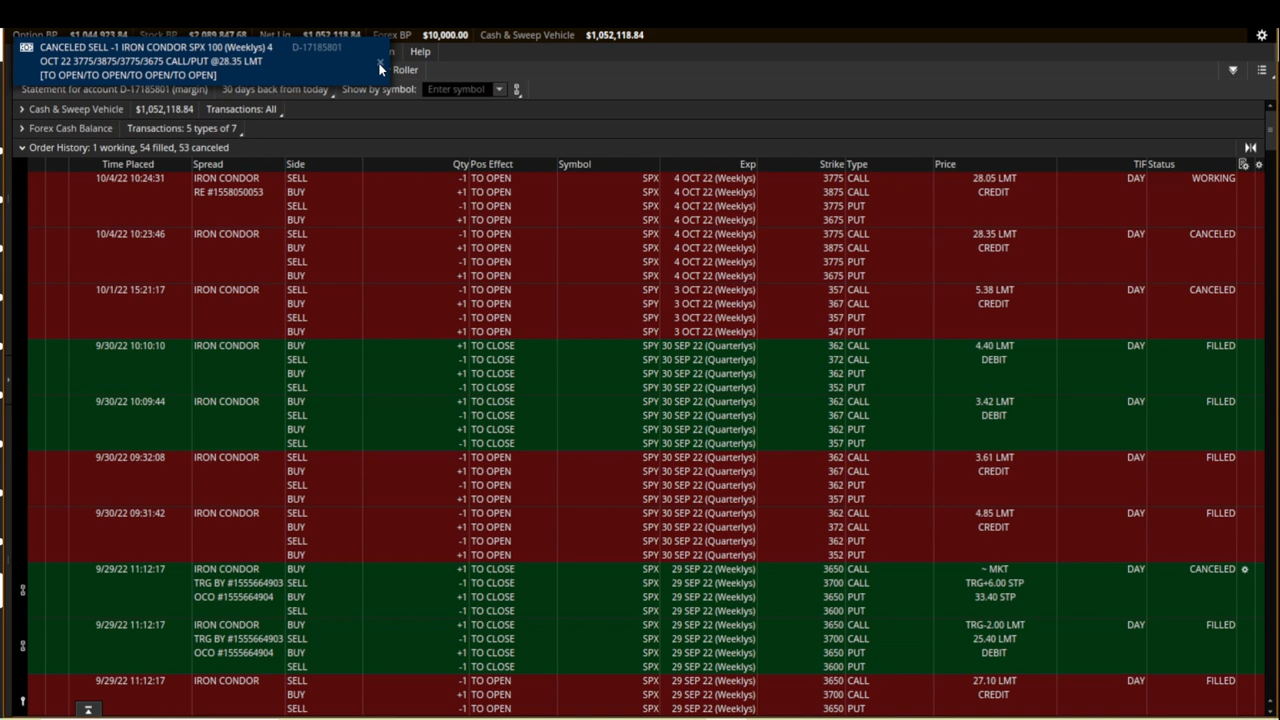 Option BP $1,044,923.84 Stock BP $2,089,847.68 Net Liq $1,052,118.84 Forex BP $10,000.00 Cash & Sweep Vehicle $1,052,118.84
CANCELED SELL -1 IRON CONDOR SPX 100 (Weeklys) 4 D-17185801
OCT 22 3775/3875/3775/3675 CALL/PUT @28.35 LMT
[TO OPEN/TO OPEN/TO OPEN/TO OPEN]
Help
Roller
Statement for account D-17185801 (margin) 30 days back from today Show by symbol: Enter symbol
Cash & Sweep Vehicle $1,052,118.84 Transactions: All
Forex Cash Balance Transactions: 5 types of 7
Order History: 1 working, 54 filled, 53 canceled
Time Placed Spread Side Qty Pos Effect Symbol Exp Strike Type Price TIF Status
10/4/22 10:24:31 IRON CONDOR SELL -1 TO OPEN SPX 4 OCT 22 (Weeklys) 3775 CALL 28.05 LMT DAY WORKING
RE #1558050053 BUY +1 TO OPEN SPX 4 OCT 22 (Weeklys) 3875 CALL CREDIT
SELL -1 TO OPEN SPX 4 OCT 22 (Weeklys) 3775 PUT
BUY +1 TO OPEN SPX 4 OCT 22 (Weeklys) 3675 PUT
10/4/22 10:23:46 IRON CONDOR SELL -1 TO OPEN SPX 4 OCT 22 (Weeklys) 3775 CALL 28.35 LMT DAY CANCELED
BUY +1 TO OPEN SPX 4 OCT 22 (Weeklys) 3875 CALL CREDIT
SELL -1 TO OPEN SPX 4 OCT 22 (Weeklys) 3775 PUT
BUY +1 TO OPEN SPX 4 OCT 22 (Weeklys) 3675 PUT
10/1/22 15:21:17 IRON CONDOR SELL -1 TO OPEN SPY 3 OCT 22 (Weeklys) 357 CALL 5.38 LMT DAY CANCELED
BUY +1 TO OPEN SPY 3 OCT 22 (Weeklys) 367 CALL CREDIT
SELL -1 TO OPEN SPY 3 OCT 22 (Weeklys) 357 PUT
BUY +1 TO OPEN SPY 3 OCT 22 (Weeklys) 347 PUT
9/30/22 10:10:10 IRON CONDOR BUY +1 TO CLOSE SPY 30 SEP 22 (Quarterlys) 362 CALL 4.40 LMT DAY FILLED
SELL -1 TO CLOSE SPY 30 SEP 22 (Quarterlys) 372 CALL DEBIT
BUY +1 TO CLOSE SPY 30 SEP 22 (Quarterlys) 362 PUT
SELL -1 TO CLOSE SPY 30 SEP 22 (Quarterlys) 352 PUT
9/30/22 10:09:44 IRON CONDOR BUY +1 TO CLOSE SPY 30 SEP 22 (Quarterlys) 362 CALL 3.42 LMT DAY FILLED
SELL -1 TO CLOSE SPY 30 SEP 22 (Quarterlys) 367 CALL DEBIT
BUY +1 TO CLOSE SPY 30 SEP 22 (Quarterlys) 362 PUT
SELL -1 TO CLOSE SPY 30 SEP 22 (Quarterlys) 357 PUT
9/30/22 09:32:08 IRON CONDOR SELL -1 TO OPEN SPY 30 SEP 22 (Quarterlys) 362 CALL 3.61 LMT DAY FILLED
BUY +1 TO OPEN SPY 30 SEP 22 (Quarterlys) 367 CALL CREDIT
SELL -1 TO OPEN SPY 30 SEP 22 (Quarterlys) 362 PUT
BUY +1 TO OPEN SPY 30 SEP 22 (Quarterlys) 357 PUT
9/30/22 09:31:42 IRON CONDOR SELL -1 TO OPEN SPY 30 SEP 22 (Quarterlys) 362 CALL 4.85 LMT DAY FILLED
BUY +1 TO OPEN SPY 30 SEP 22 (Quarterlys) 372 CALL CREDIT
SELL -1 TO OPEN SPY 30 SEP 22 (Quarterlys) 362 PUT
BUY +1 TO OPEN SPY 30 SEP 22 (Quarterlys) 352 PUT
9/29/22 11:12:17 IRON CONDOR BUY +1 TO CLOSE SPX 29 SEP 22 (Weeklys) 3650 CALL ~ MKT DAY CANCELED
TRG BY #1555664903 SELL -1 TO CLOSE SPX 29 SEP 22 (Weeklys) 3700 CALL TRG+6.00 STP
OCO #1555664904 BUY +1 TO CLOSE SPX 29 SEP 22 (Weeklys) 3650 PUT 33.40 STP
SELL -1 TO CLOSE SPX 29 SEP 22 (Weeklys) 3600 PUT
9/29/22 11:12:17 IRON CONDOR BUY +1 TO CLOSE SPX 29 SEP 22 (Weeklys) 3650 CALL TRG-2.00 LMT DAY FILLED
TRG BY #1555664903 SELL -1 TO CLOSE SPX 29 SEP 22 (Weeklys) 3700 CALL 25.40 LMT
OCO #1555664904 BUY +1 TO CLOSE SPX 29 SEP 22 (Weeklys) 3650 PUT DEBIT
SELL -1 TO CLOSE SPX 29 SEP 22 (Weeklys) 3600 PUT
9/29/22 11:12:17 IRON CONDOR SELL -1 TO OPEN SPX 29 SEP 22 (Weeklys) 3650 CALL 27.10 LMT DAY FILLED
BUY +1 TO OPEN SPX 29 SEP 22 (Weeklys) 3700 CALL CREDIT
SELL -1 TO OPEN SPX 29 SEP 22 (Weeklys) 3650 PUT